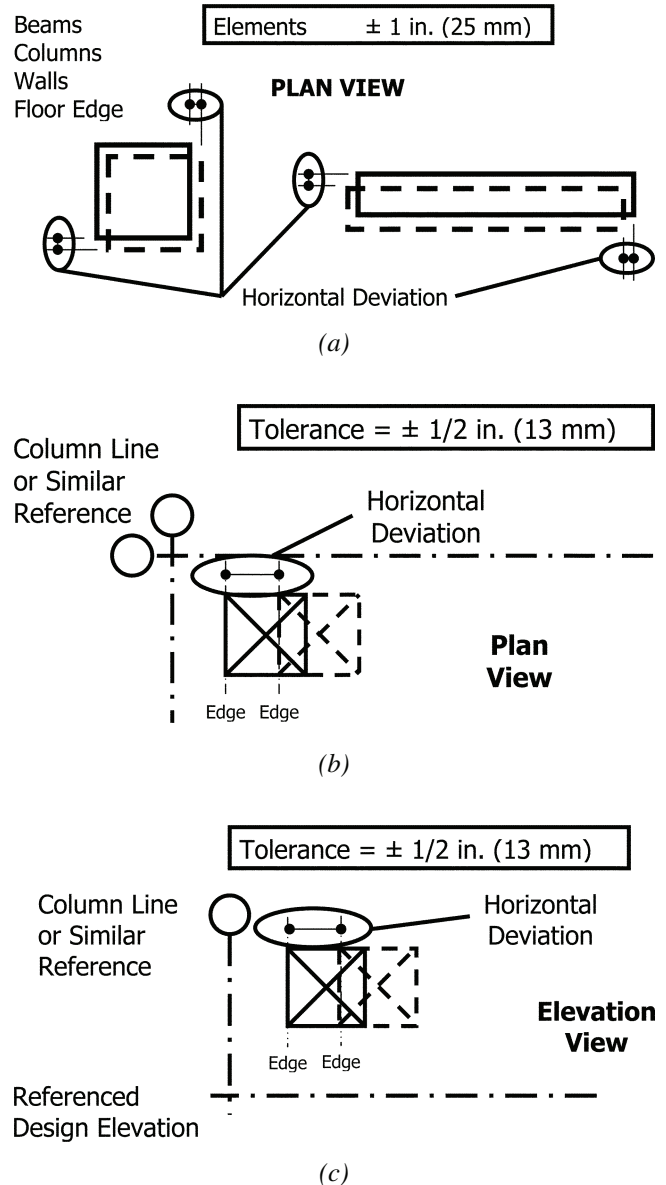 Beams
Columns
Walls
Floor Edge
Elements ± 1 in. (25 mm)
PLAN VIEW
Horizontal Deviation
(a)
Tolerance = ± 1/2 in. (13 mm)
Column Line
or Similar
Reference
Horizontal
Deviation
Plan
View
Edge Edge
(b)
Tolerance = ± 1/2 in. (13 mm)
Column Line
or Similar
Reference
Horizontal
Deviation
Elevation
View
Edge Edge
Referenced
Design Elevation
(c)